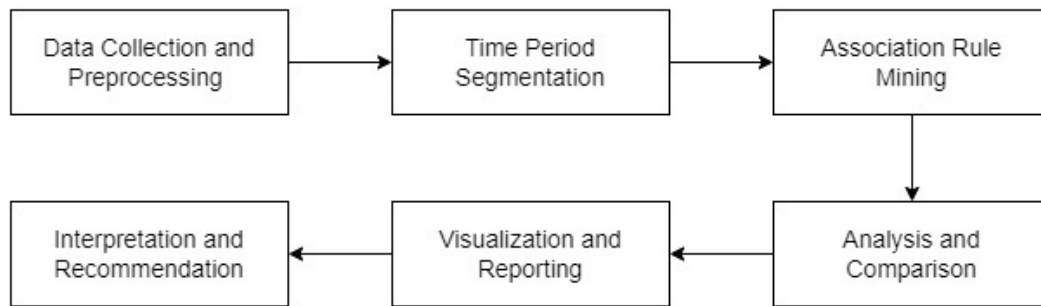 Data Collection and
Preprocessing
Time Period
Segmentation
Association Rule
Mining
Analysis and
Comparison
Visualization and
Reporting
Interpretation and
Recommendation